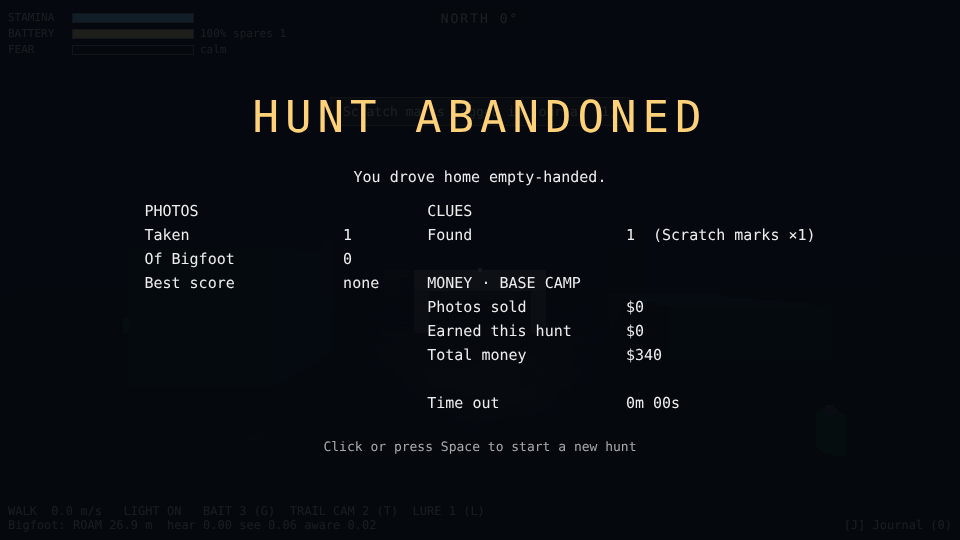 STAMINA
BATTERY 100% spares 1
FEAR calm
NORTH 0°
HUNT ABANDONED
You drove home empty-handed.
PHOTOS
Taken 1
Of Bigfoot 0
Best score none
CLUES
Found 1 (Scratch marks ×1)
MONEY · BASE CAMP
Photos sold $0
Earned this hunt $0
Total money $340
Time out 0m 00s
Click or press Space to start a new hunt
WALK 0.0 m/s LIGHT ON BAIT 3 (G) TRAIL CAM 2 (T) LURE 1 (L)
Bigfoot: ROAM 26.9 m hear 0.00 see 0.06 aware 0.02
[J] Journal (0)